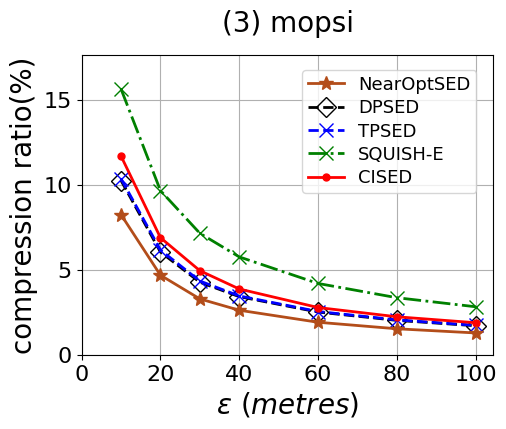 (3) mopsi
compression ratio(%)
15
10
5
0
NearOptSED
DPSED
TPSED
SQUISH-E
CISED
0 20 40 60 80 100
ε (metres)